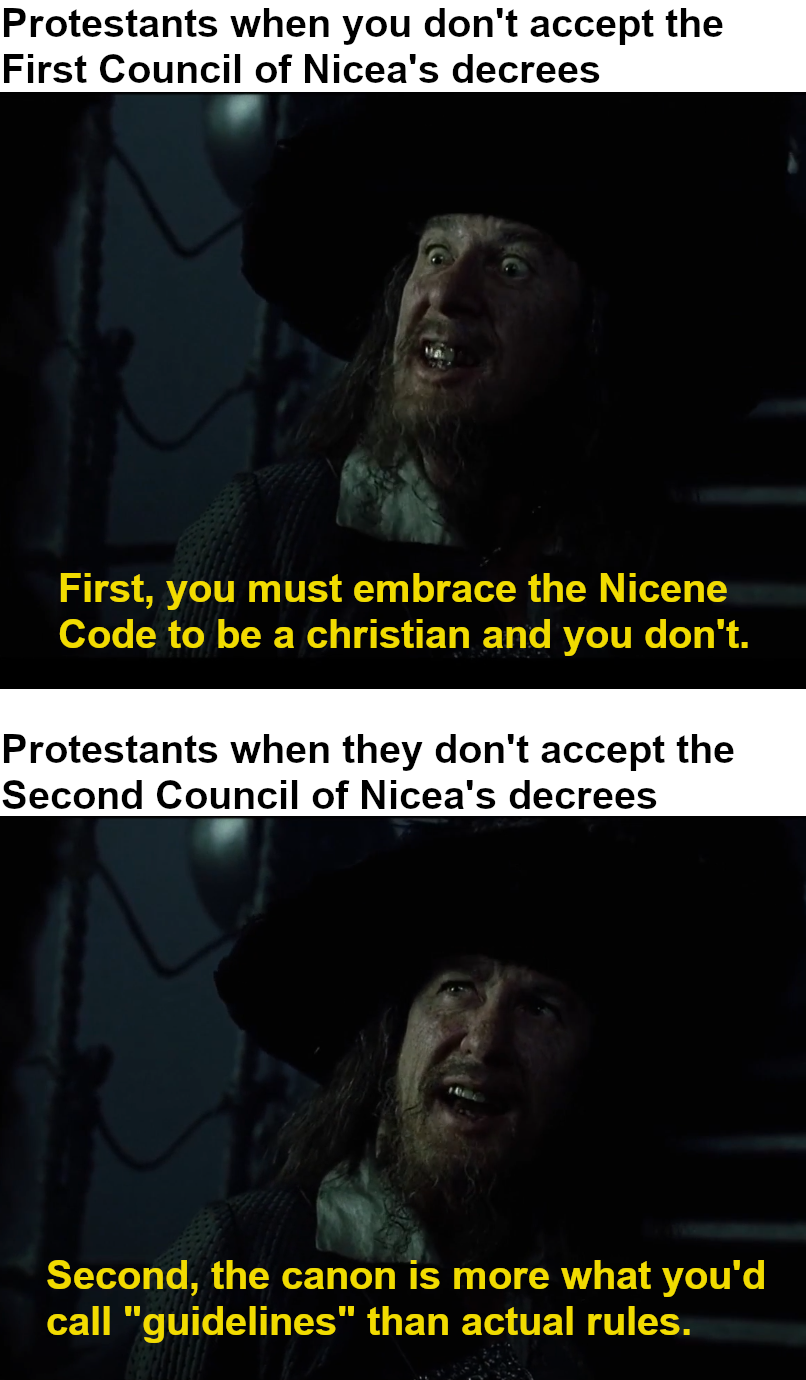 Protestants when you don't accept the
First Council of Nicea's decrees
First, you must embrace the Nicene
Code to be a christian and you don't.
Protestants when they don't accept the
Second Council of Nicea's decrees
Second, the canon is more what you'd
call "guidelines" than actual rules.